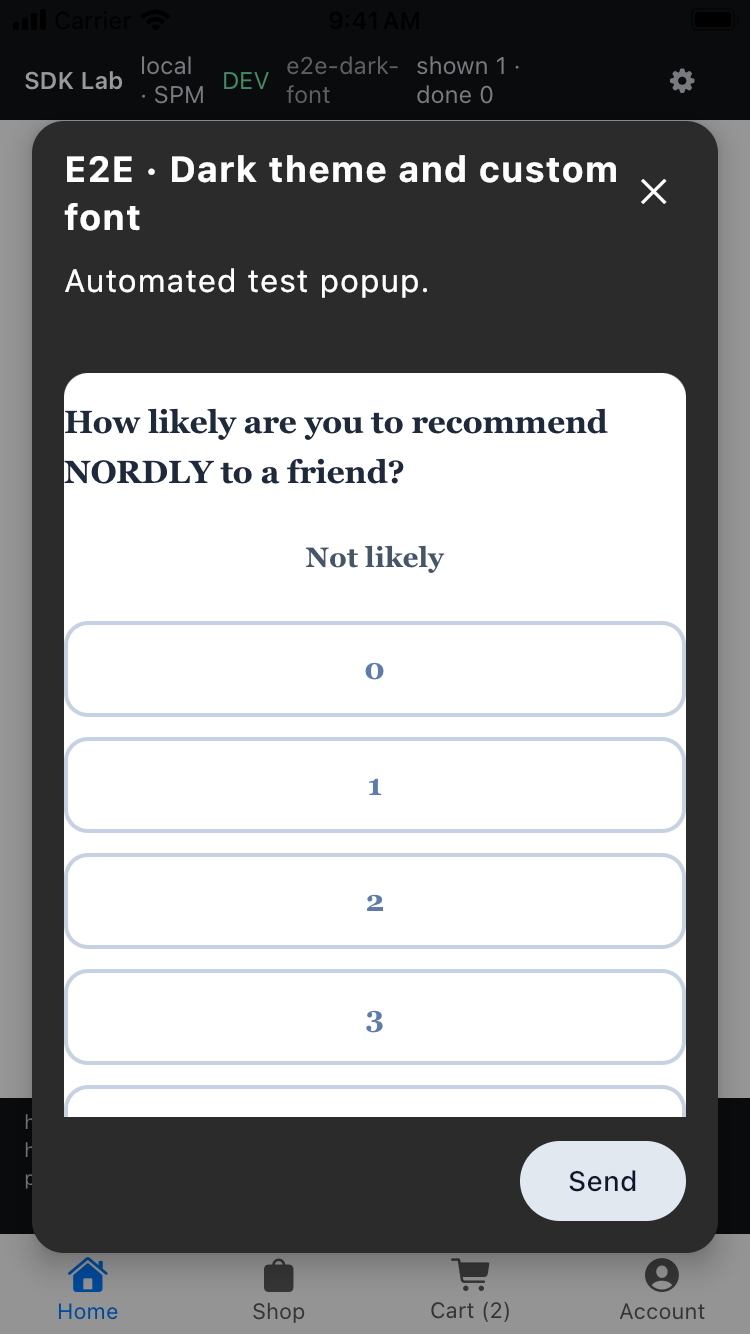 Carrier 9:41 AM
SDK Lab local · SPM DEV e2e-dark-font shown 1 · done 0
E2E · Dark theme and custom font
Automated test popup.
How likely are you to recommend
NORDLY to a friend?
Not likely
0
1
2
3
Send
Home Shop Cart (2) Account